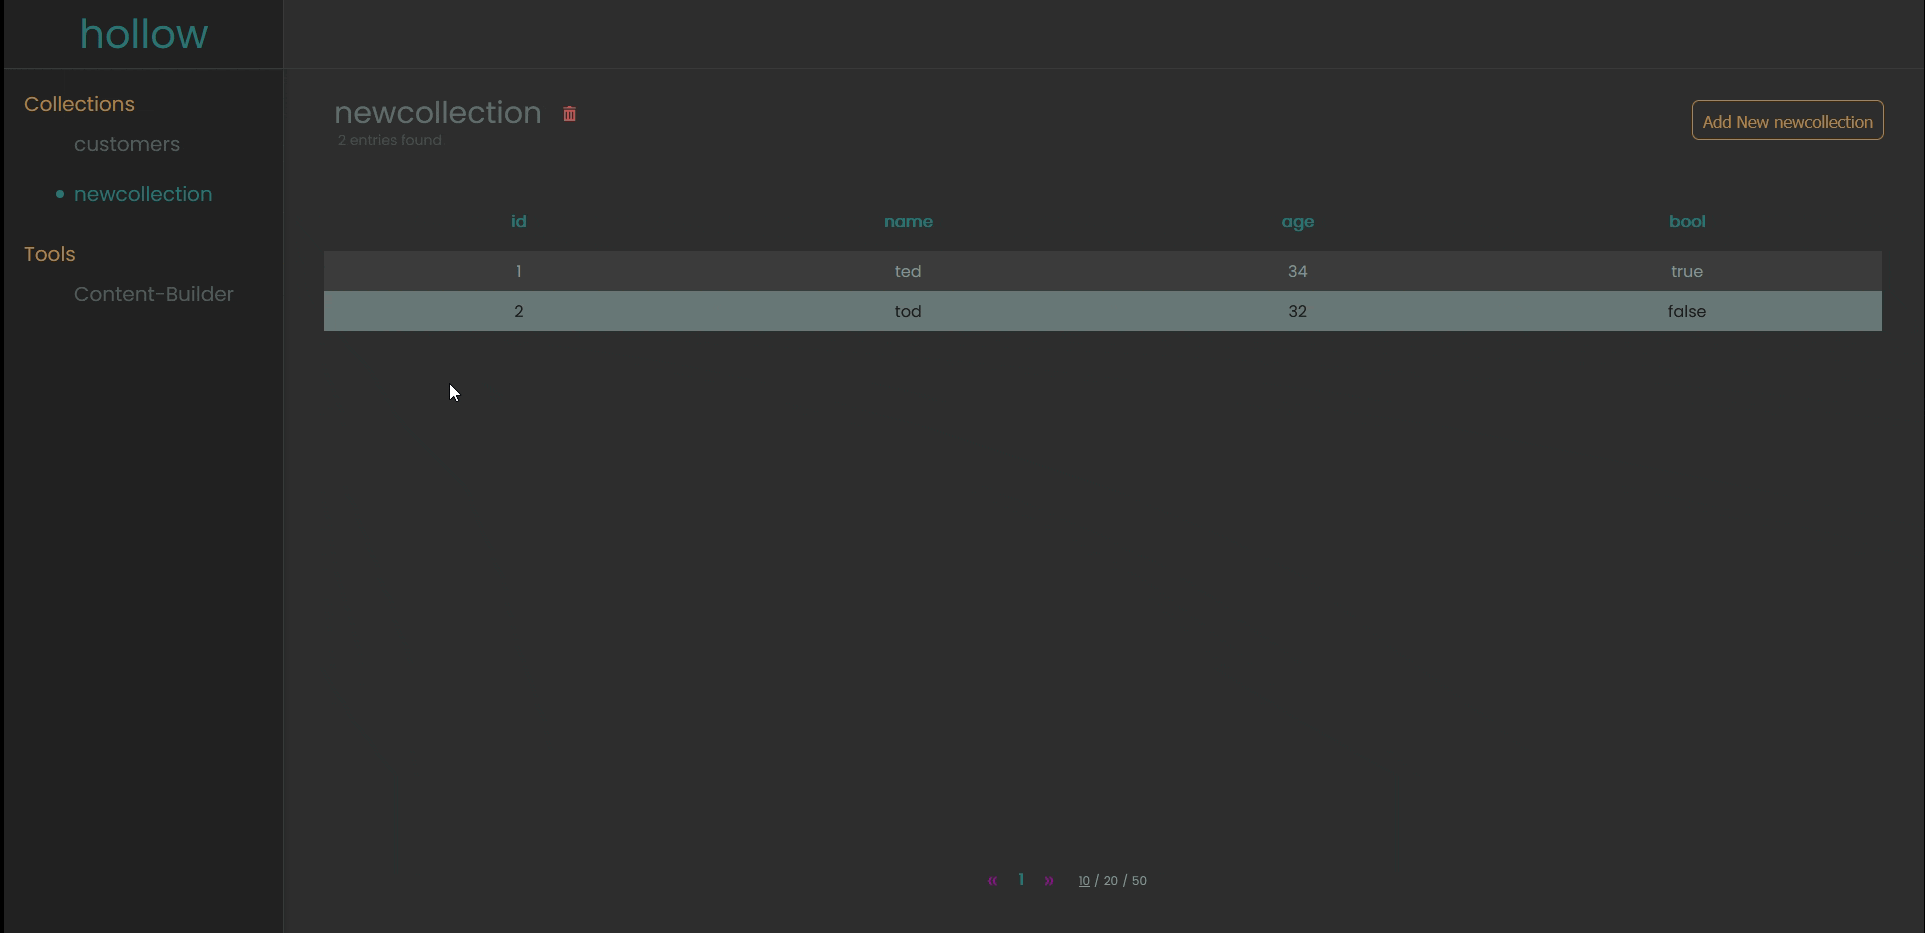 hollow
Collections
customers
newcollection
Tools
Content-Builder
newcollection
2 entries found
Add New newcollection
id name age bool
1 ted 34 true
2 tod 32 false
« 1 » 10 / 20 / 50